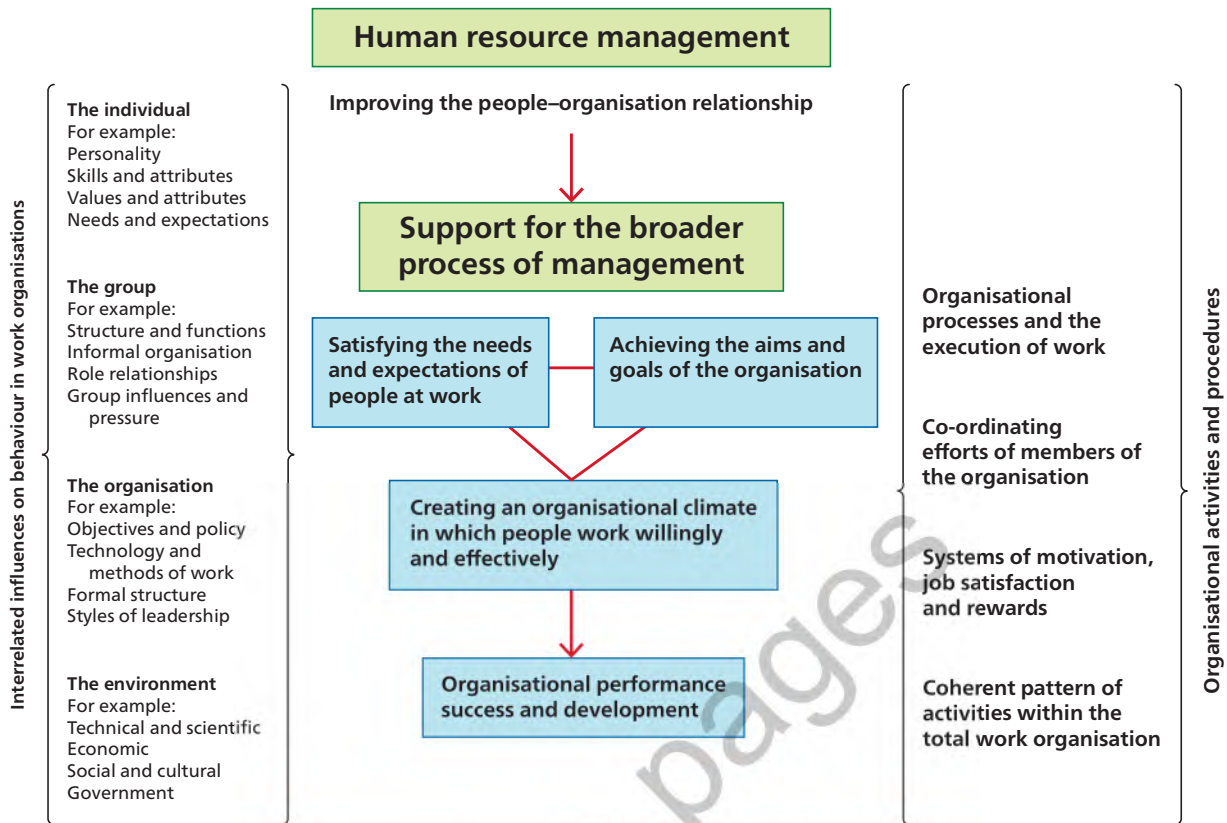 Human resource management
Improving the people–organisation relationship
Interrelated influences on behaviour in work organisations
The individual
For example:
Personality
Skills and attributes
Values and attributes
Needs and expectations
The group
For example:
Structure and functions
Informal organisation
Role relationships
Group influences and
pressure
The organisation
For example:
Objectives and policy
Technology and
methods of work
Formal structure
Styles of leadership
The environment
For example:
Technical and scientific
Economic
Social and cultural
Government
Support for the broader
process of management
Satisfying the needs
and expectations of
people at work
Achieving the aims and
goals of the organisation
Creating an organisational climate
in which people work willingly
and effectively
Organisational performance
success and development
Organisational
processes and the
execution of work
Co-ordinating
efforts of members of
the organisation
Systems of motivation,
job satisfaction
and rewards
Coherent pattern of
activities within the
total work organisation
Organisational activities and procedures
pages